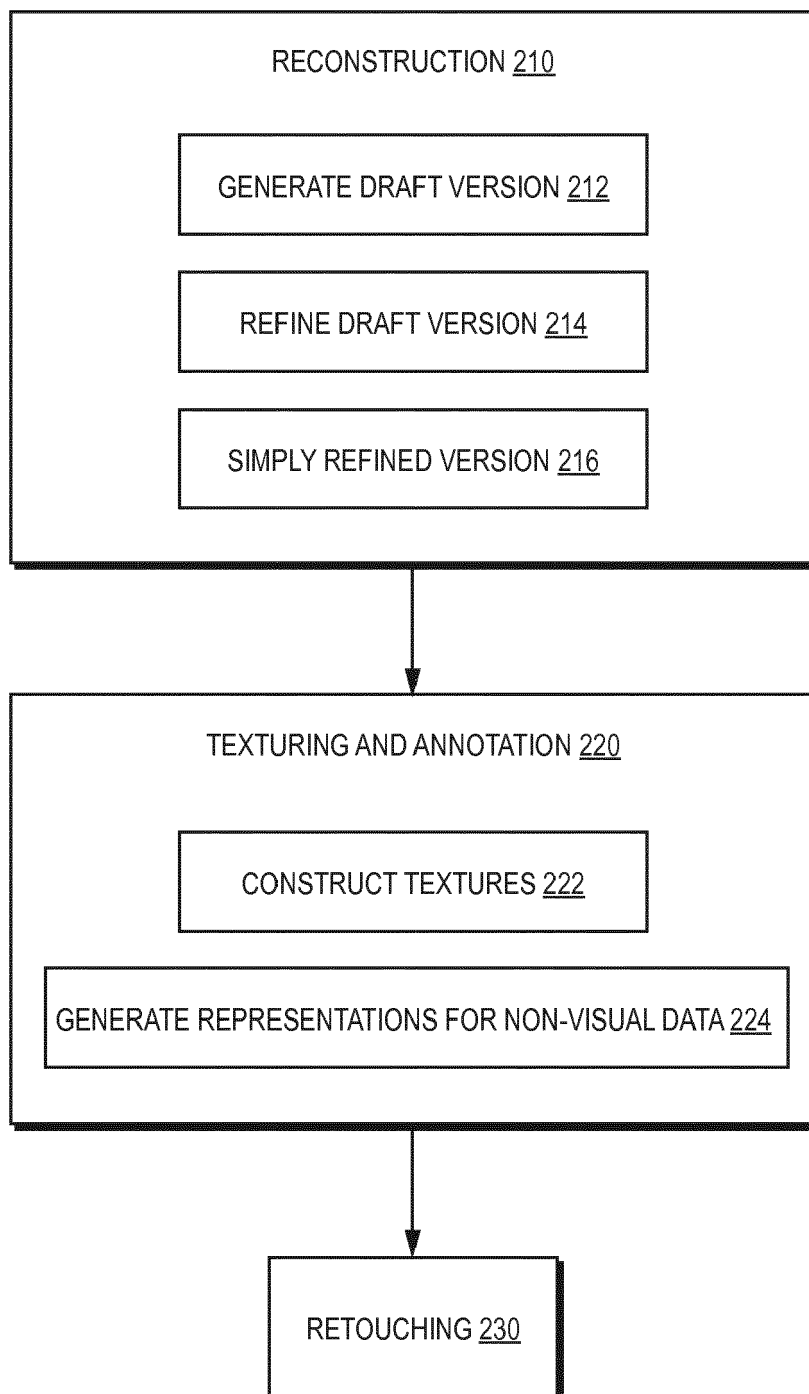 RECONSTRUCTION 210
GENERATE DRAFT VERSION 212
REFINE DRAFT VERSION 214
SIMPLY REFINED VERSION 216
TEXTURING AND ANNOTATION 220
CONSTRUCT TEXTURES 222
GENERATE REPRESENTATIONS FOR NON-VISUAL DATA 224
RETOUCHING 230